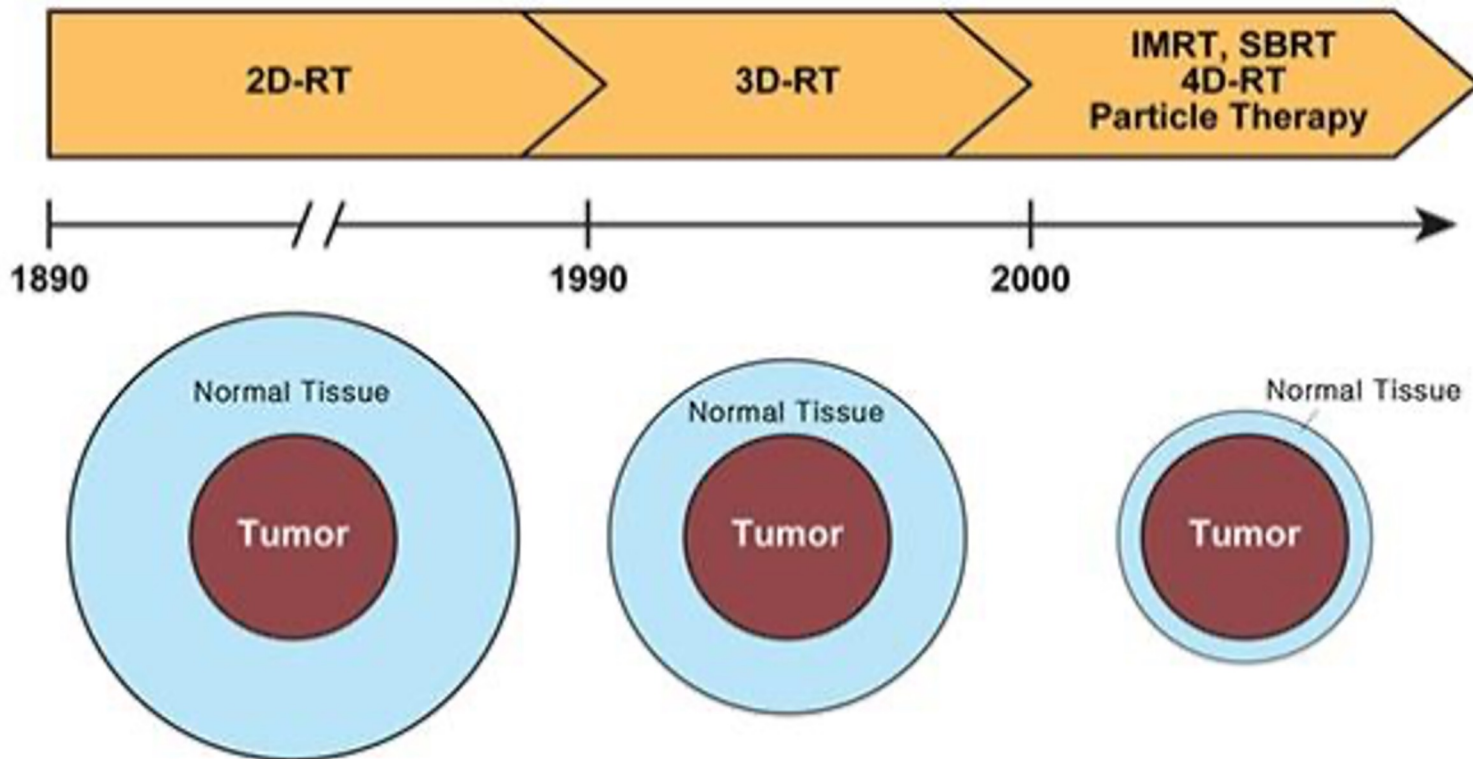 2D-RT
3D-RT
IMRT, SBRT
4D-RT
Particle Therapy
1890
1990
2000
Normal Tissue
Tumor
Normal Tissue
Tumor
Normal Tissue
Tumor